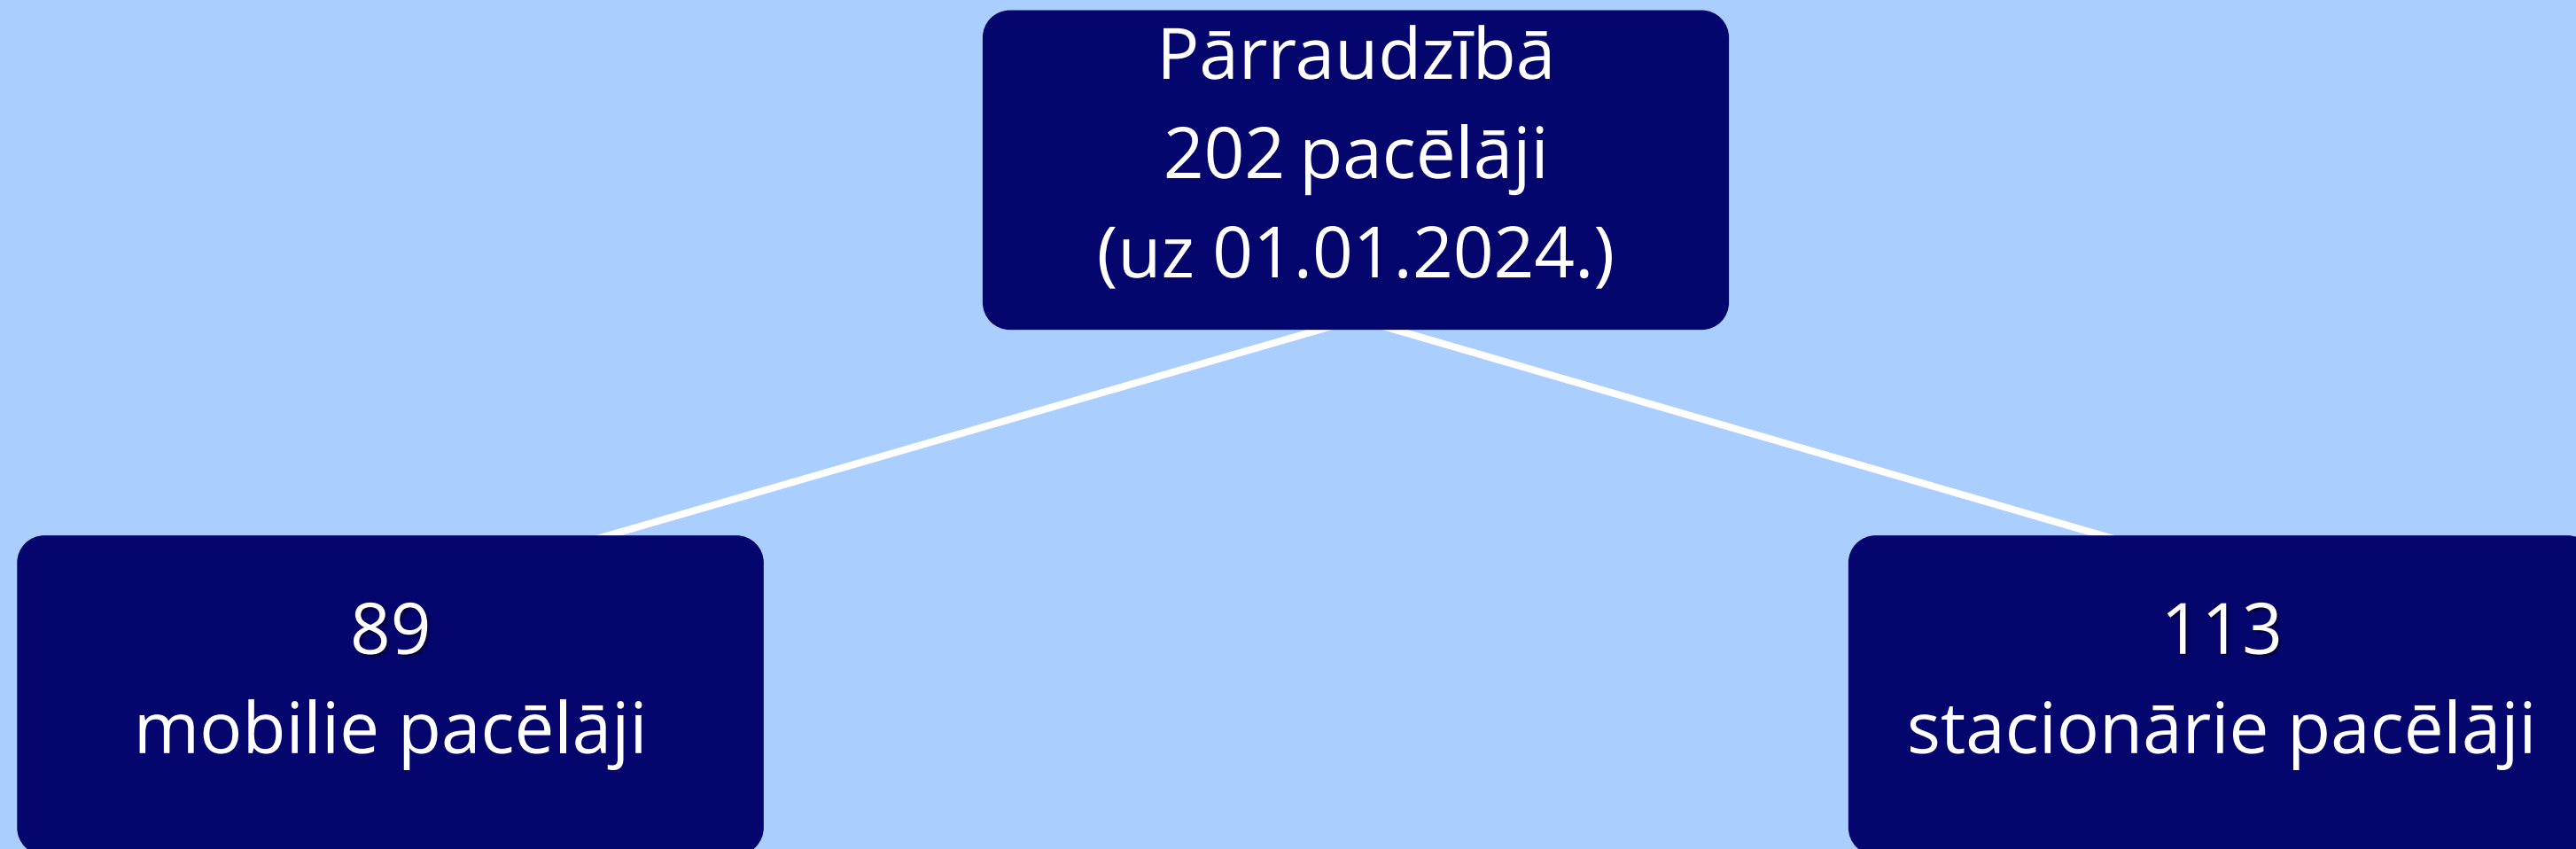 Pārraudzībā
202 pacēlāji
(uz 01.01.2024.)
89
mobilie pacēlāji
113
stacionārie pacēlāji